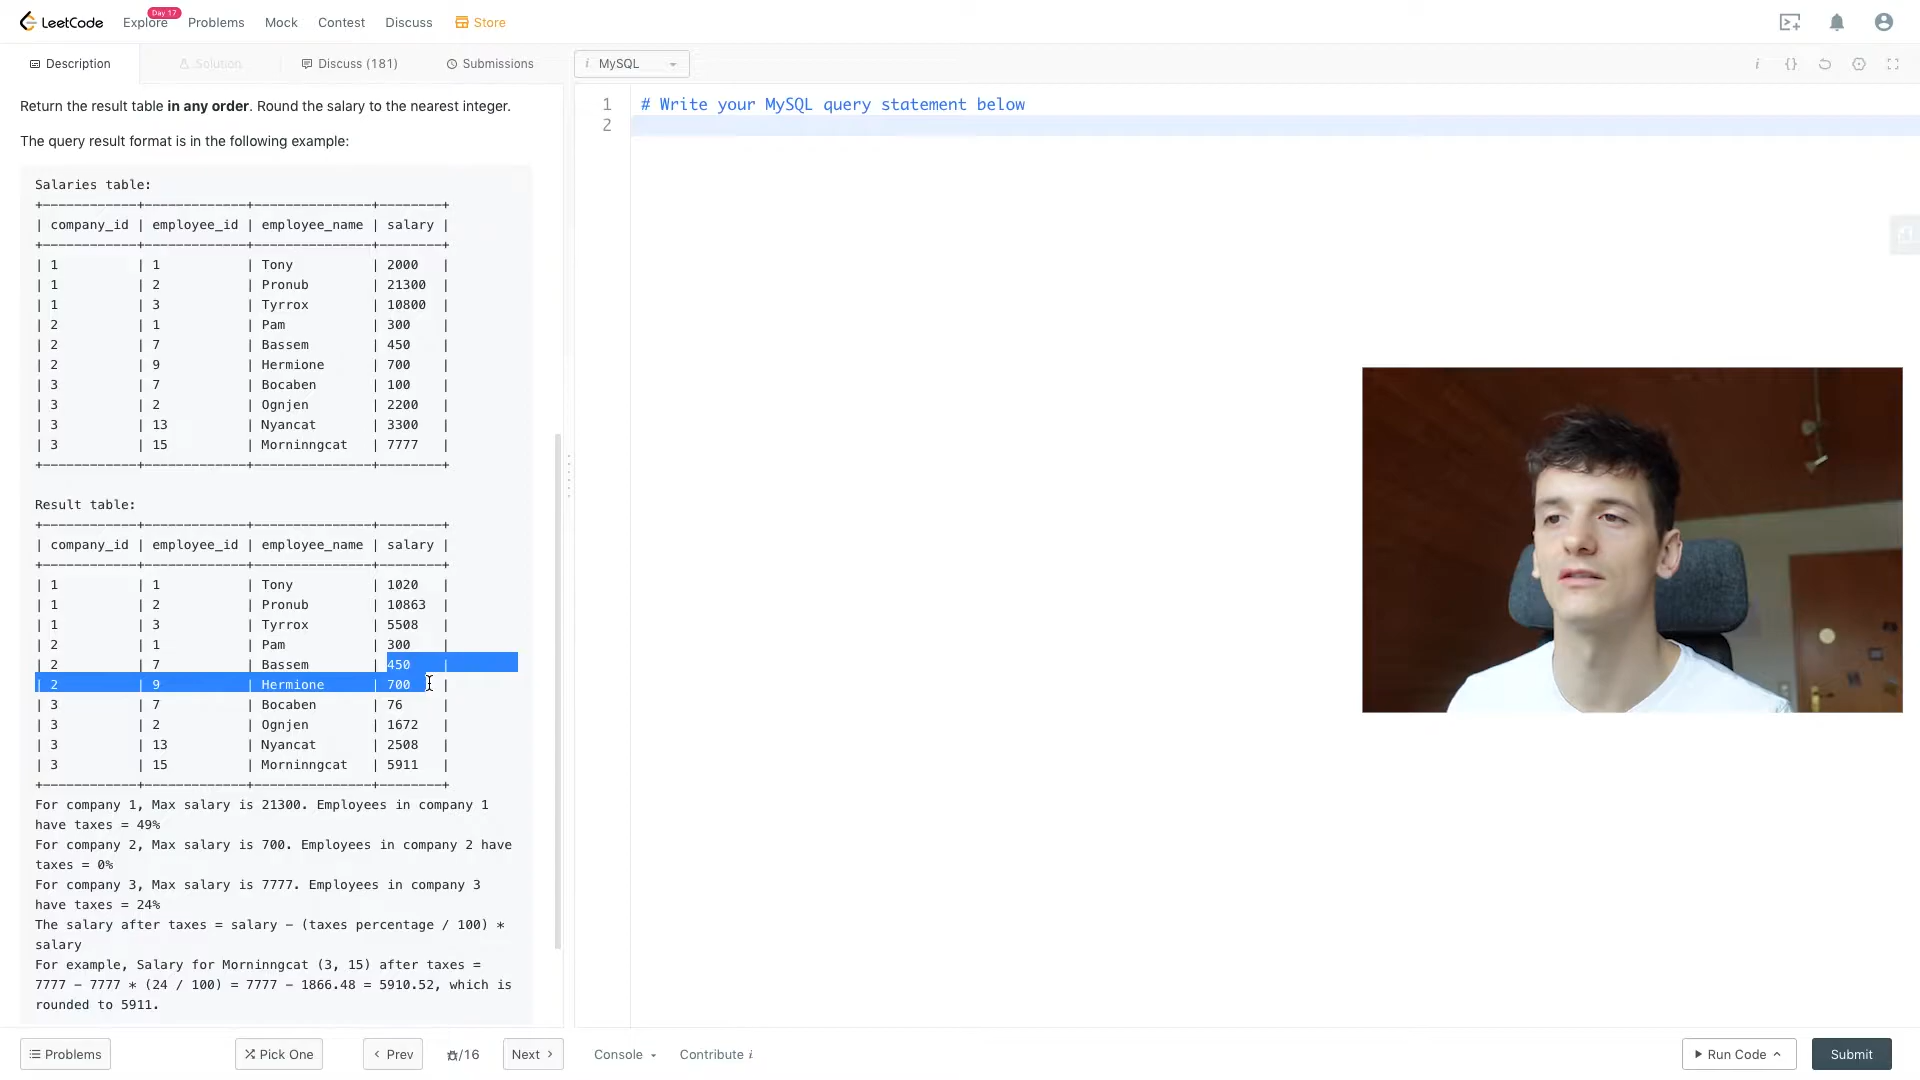 LeetCode
Explore
Day 17
Problems
Mock
Contest
Discuss
Store
Description
Solution
Discuss (181)
Submissions
i MySQL
Return the result table in any order. Round the salary to the nearest integer.
The query result format is in the following example:
Salaries table:
+------------+-------------+---------------+--------+
| company_id | employee_id | employee_name | salary |
+------------+-------------+---------------+--------+
| 1          | 1           | Tony          | 2000   |
| 1          | 2           | Pronub        | 21300  |
| 1          | 3           | Tyrrox        | 10800  |
| 2          | 1           | Pam           | 300    |
| 2          | 7           | Bassem        | 450    |
| 2          | 9           | Hermione      | 700    |
| 3          | 7           | Bocaben       | 100    |
| 3          | 2           | Ognjen        | 2200   |
| 3          | 13          | Nyancat       | 3300   |
| 3          | 15          | Morninngcat   | 7777   |
+------------+-------------+---------------+--------+
Result table:
+------------+-------------+---------------+--------+
| company_id | employee_id | employee_name | salary |
+------------+-------------+---------------+--------+
| 1          | 1           | Tony          | 1020   |
| 1          | 2           | Pronub        | 10863  |
| 1          | 3           | Tyrrox        | 5508   |
| 2          | 1           | Pam           | 300    |
| 2          | 7           | Bassem        | 450    |
| 2          | 9           | Hermione      | 700    |
| 3          | 7           | Bocaben       | 76     |
| 3          | 2           | Ognjen        | 1672   |
| 3          | 13          | Nyancat       | 2508   |
| 3          | 15          | Morninngcat   | 5911   |
+------------+-------------+---------------+--------+
For company 1, Max salary is 21300. Employees in company 1
have taxes = 49%
For company 2, Max salary is 700. Employees in company 2 have
taxes = 0%
For company 3, Max salary is 7777. Employees in company 3
have taxes = 24%
The salary after taxes = salary - (taxes percentage / 100) *
salary
For example, Salary for Morninngcat (3, 15) after taxes =
7777 - 7777 * (24 / 100) = 7777 - 1866.48 = 5910.52, which is
rounded to 5911.
1 # Write your MySQL query statement below
2
Problems
Pick One
< Prev
/16
Next >
Console
Contribute i
Run Code
Submit